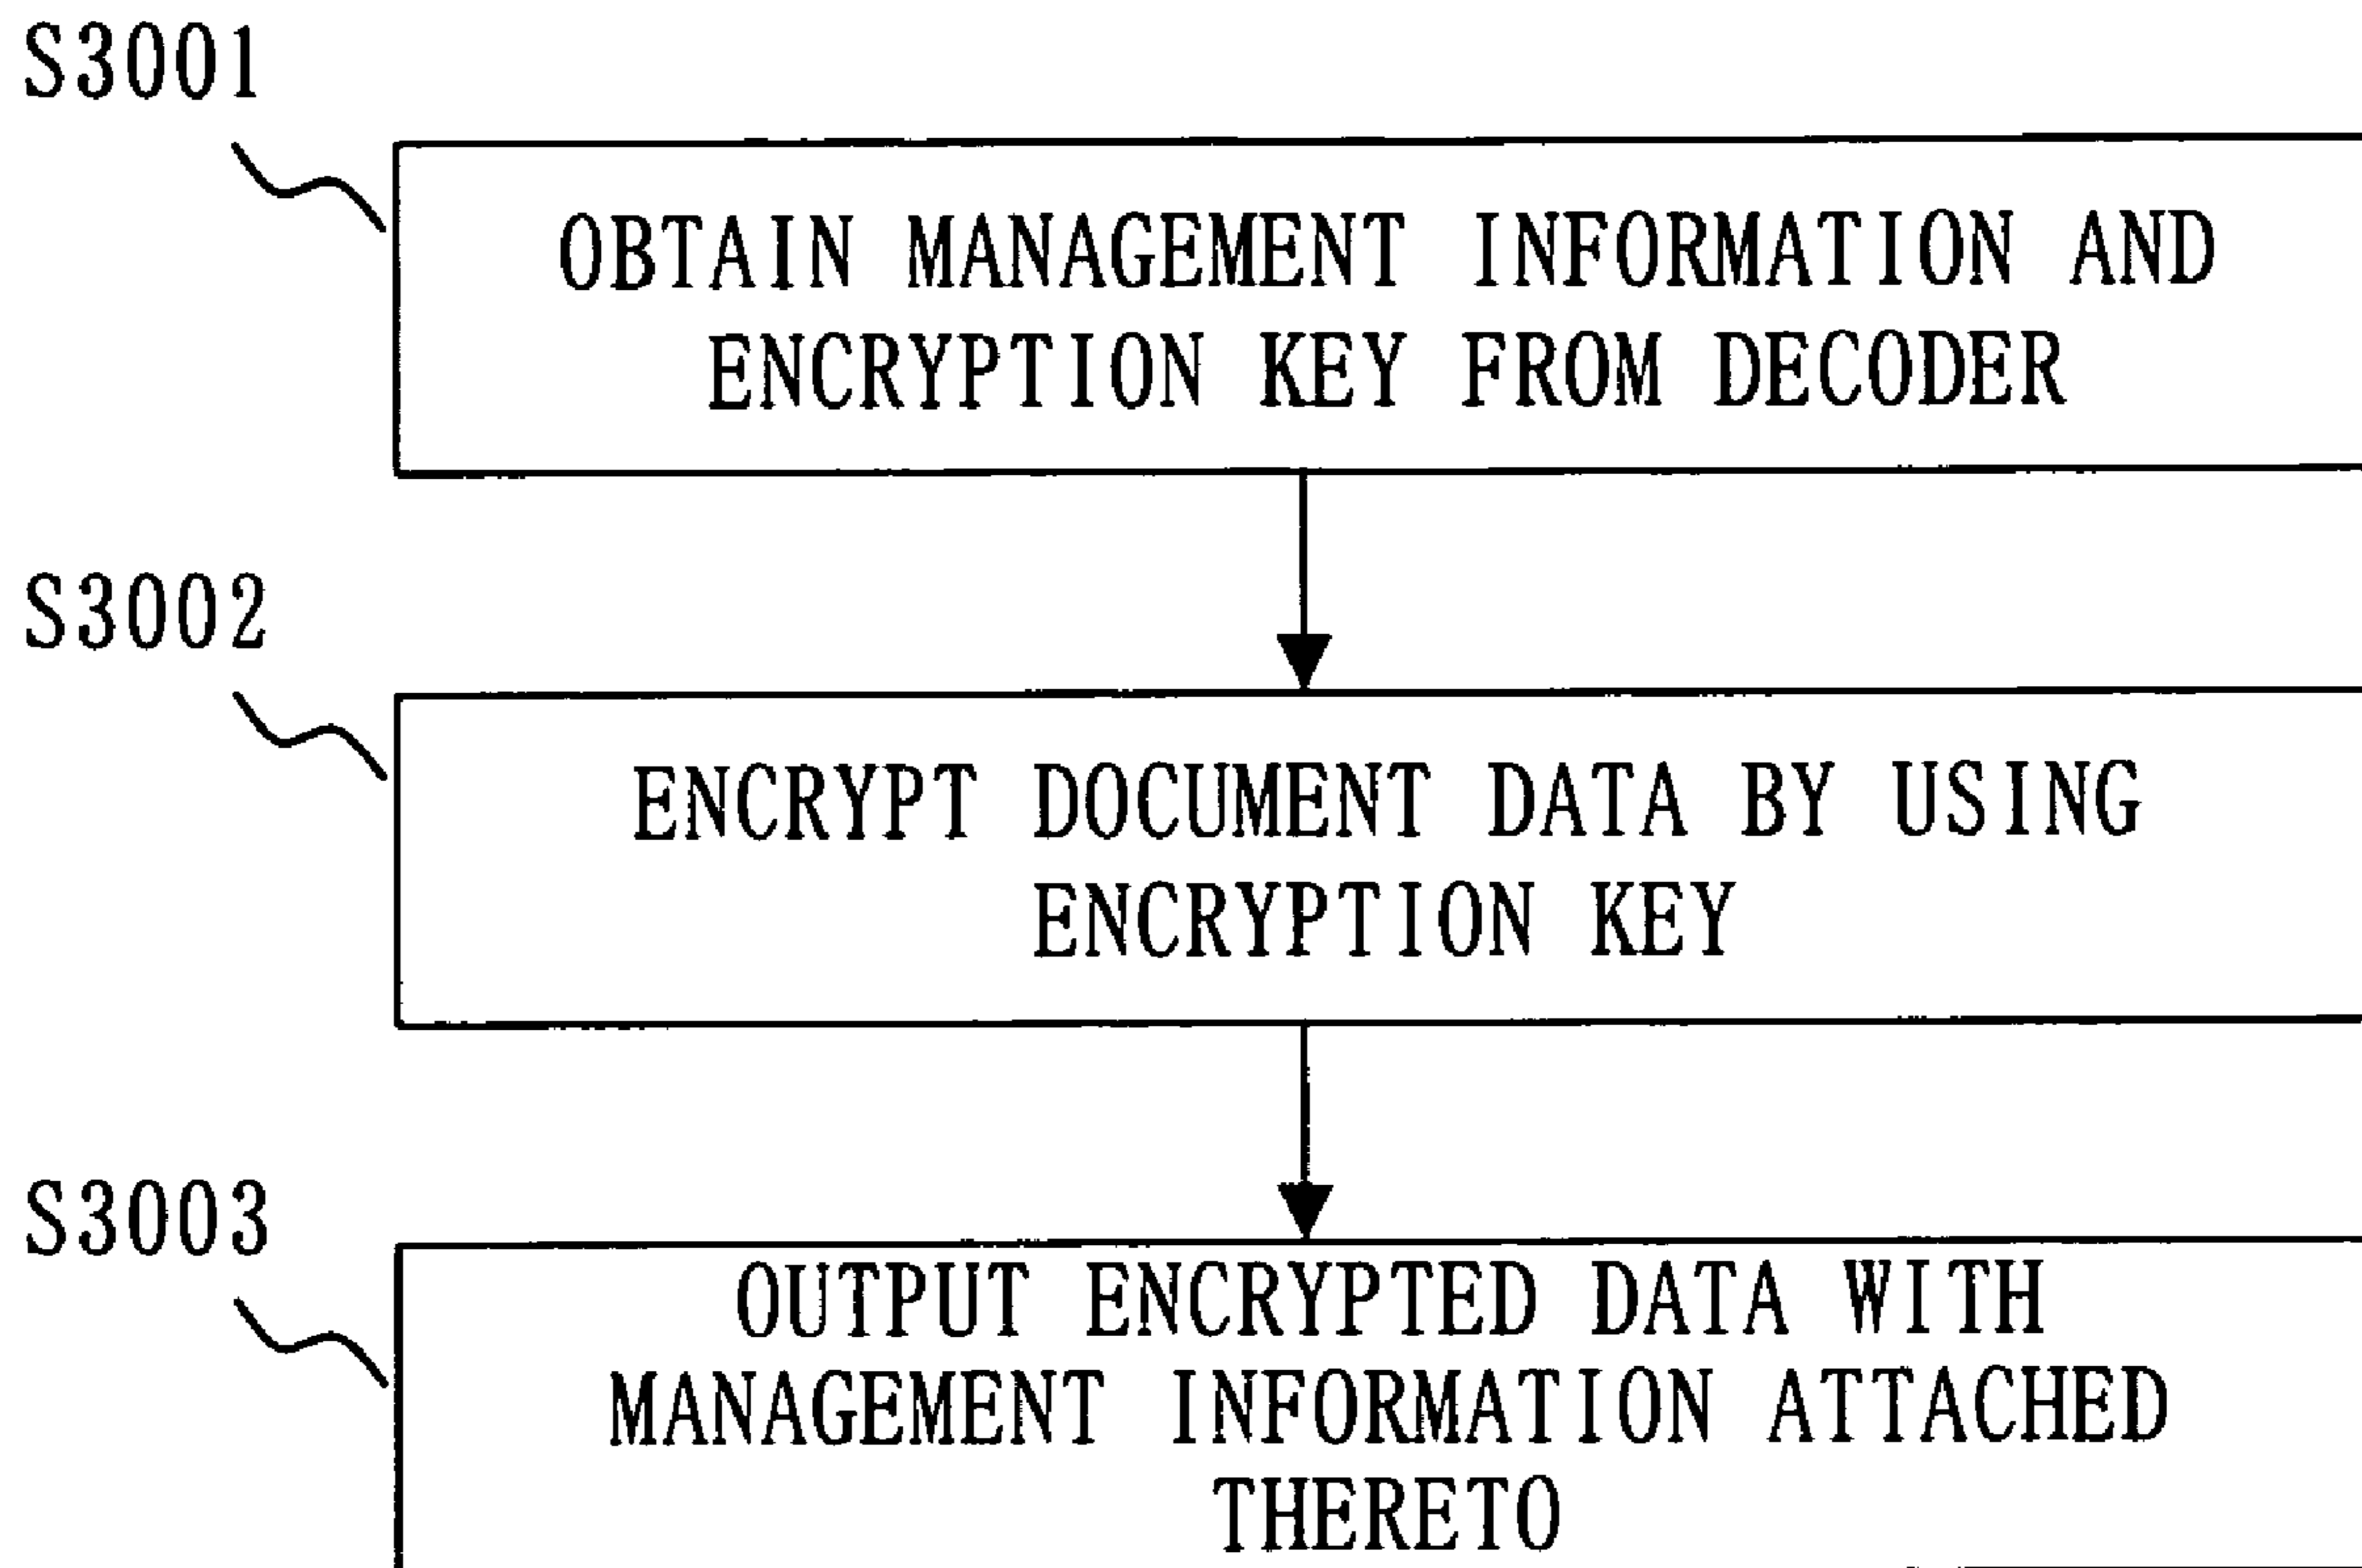 S3001
OBTAIN MANAGEMENT INFORMATION AND
ENCRYPTION KEY FROM DECODER
S3002
ENCRYPT DOCUMENT DATA BY USING
ENCRYPTION KEY
S3003
OUTPUT ENCRYPTED DATA WITH
MANAGEMENT INFORMATION ATTACHED
THERETO